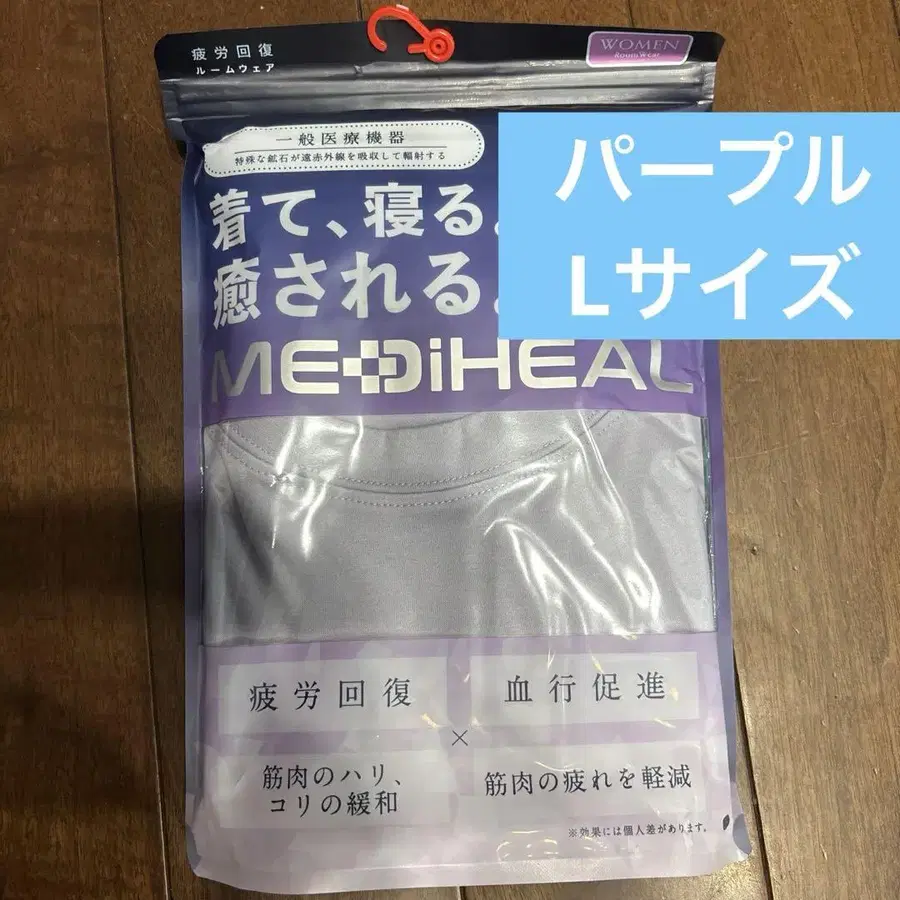 疲労回復
ルームウェア
WOMEN
Room Wear
一般医療機器
特殊な鉱石が遠赤外線を吸収して輻射する
パープル
Lサイズ
着て、寝る。
癒される。
MEDiHEAL
疲労回復
血行促進
×
筋肉のハリ、
コリの緩和
筋肉の疲れを軽減
※効果には個人差があります。